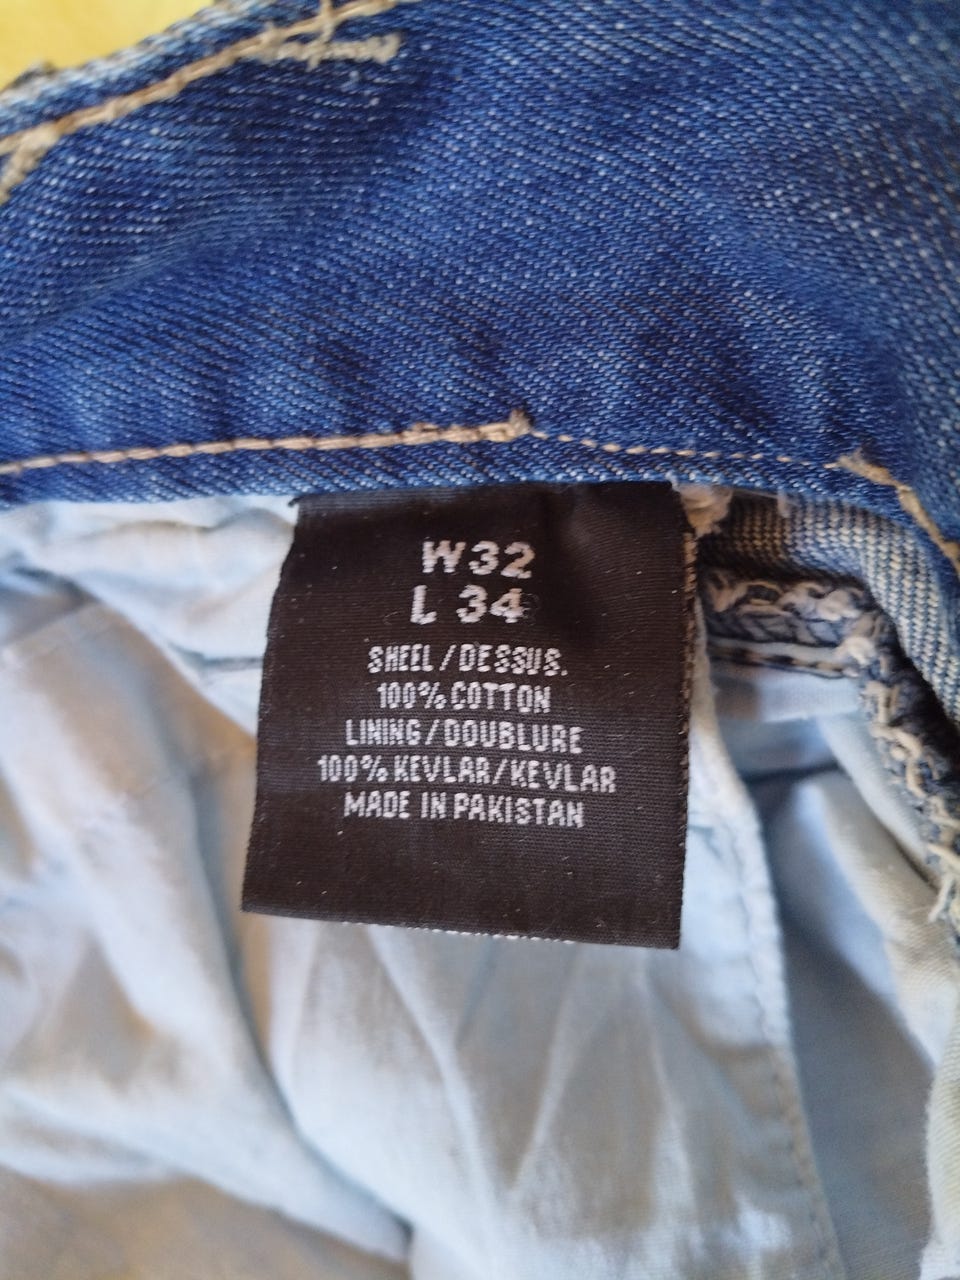 W32
L 34
SHEEL/DESSUS.
100% COTTON
LINING/DOUBLURE
100% KEVLAR/KEVLAR
MADE IN PAKISTAN